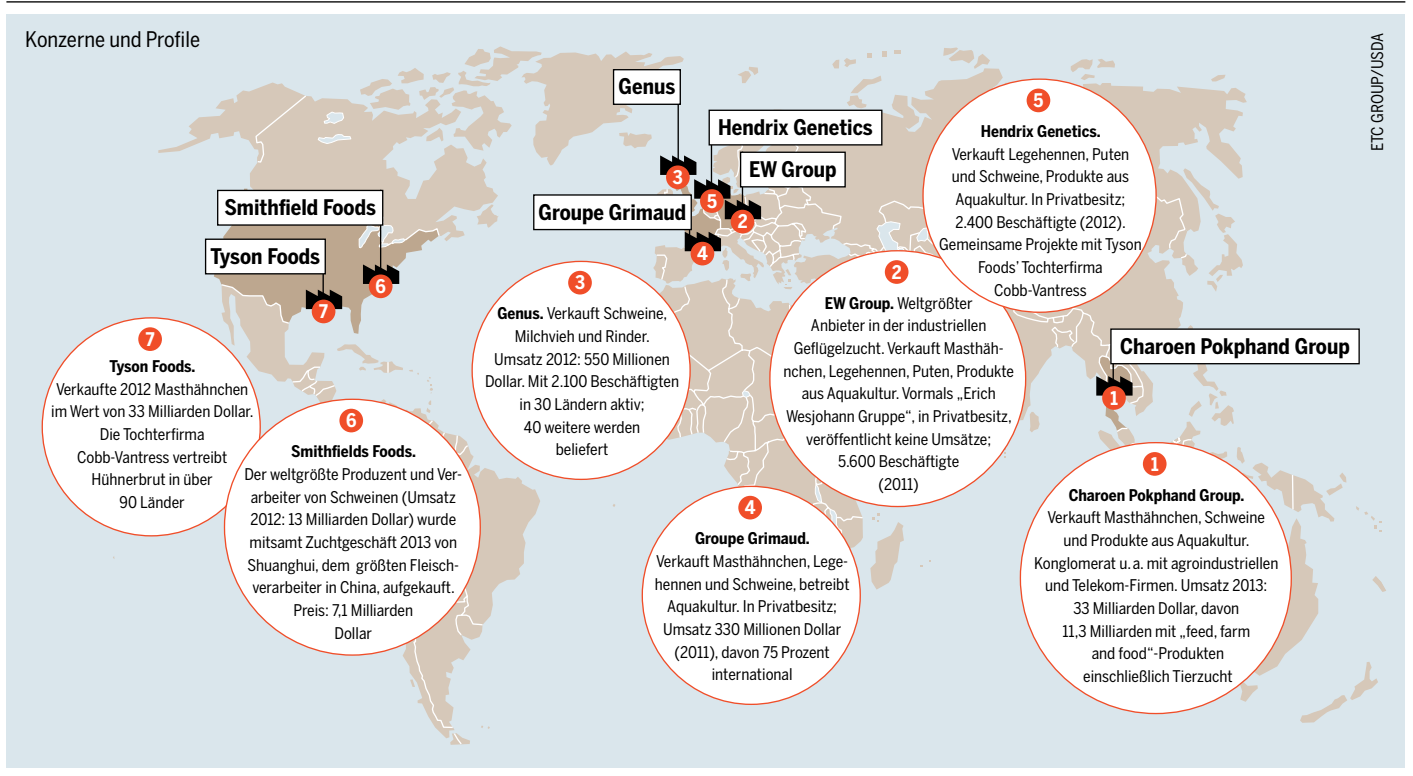 Konzerne und Profile
ETC GROUP/USDA
Genus
Hendrix Genetics
EW Group
Groupe Grimaud
Smithfield Foods
Tyson Foods
Charoen Pokphand Group
3
5
2
4
6
7
1
5
Hendrix Genetics.
Verkauft Legehennen, Puten
und Schweine, Produkte aus
Aquakultur. In Privatbesitz;
2.400 Beschäftigte (2012).
Gemeinsame Projekte mit Tyson
Foods’ Tochterfirma
Cobb-Vantress
3
Genus. Verkauft Schweine,
Milchvieh und Rinder.
Umsatz 2012: 550 Millionen
Dollar. Mit 2.100 Beschäftigten
in 30 Ländern aktiv;
40 weitere werden
beliefert
2
EW Group. Weltgrößter
Anbieter in der industriellen
Geflügelzucht. Verkauft Masthäh-
nchen, Legehennen, Puten, Produkte
aus Aquakultur. Vormals „Erich
Wesjohann Gruppe“, in Privatbesitz,
veröffentlicht keine Umsätze;
5.600 Beschäftigte
(2011)
7
Tyson Foods.
Verkaufte 2012 Masthähnchen
im Wert von 33 Milliarden Dollar.
Die Tochterfirma
Cobb-Vantress vertreibt
Hühnerbrut in über
90 Länder
6
Smithfields Foods.
Der weltgrößte Produzent und Ver-
arbeiter von Schweinen (Umsatz
2012: 13 Milliarden Dollar) wurde
mitsamt Zuchtgeschäft 2013 von
Shuanghui, dem größten Fleisch-
verarbeiter in China, aufgekauft.
Preis: 7,1 Milliarden
Dollar
4
Groupe Grimaud.
Verkauft Masthähnchen, Lege-
hennen und Schweine, betreibt
Aquakultur. In Privatbesitz;
Umsatz 330 Millionen Dollar
(2011), davon 75 Prozent
international
1
Charoen Pokphand Group.
Verkauft Masthähnchen, Schweine
und Produkte aus Aquakultur.
Konglomerat u. a. mit agroindustriellen
und Telekom-Firmen. Umsatz 2013:
33 Milliarden Dollar, davon
11,3 Milliarden mit „feed, farm
and food“-Produkten
einschließlich Tierzucht